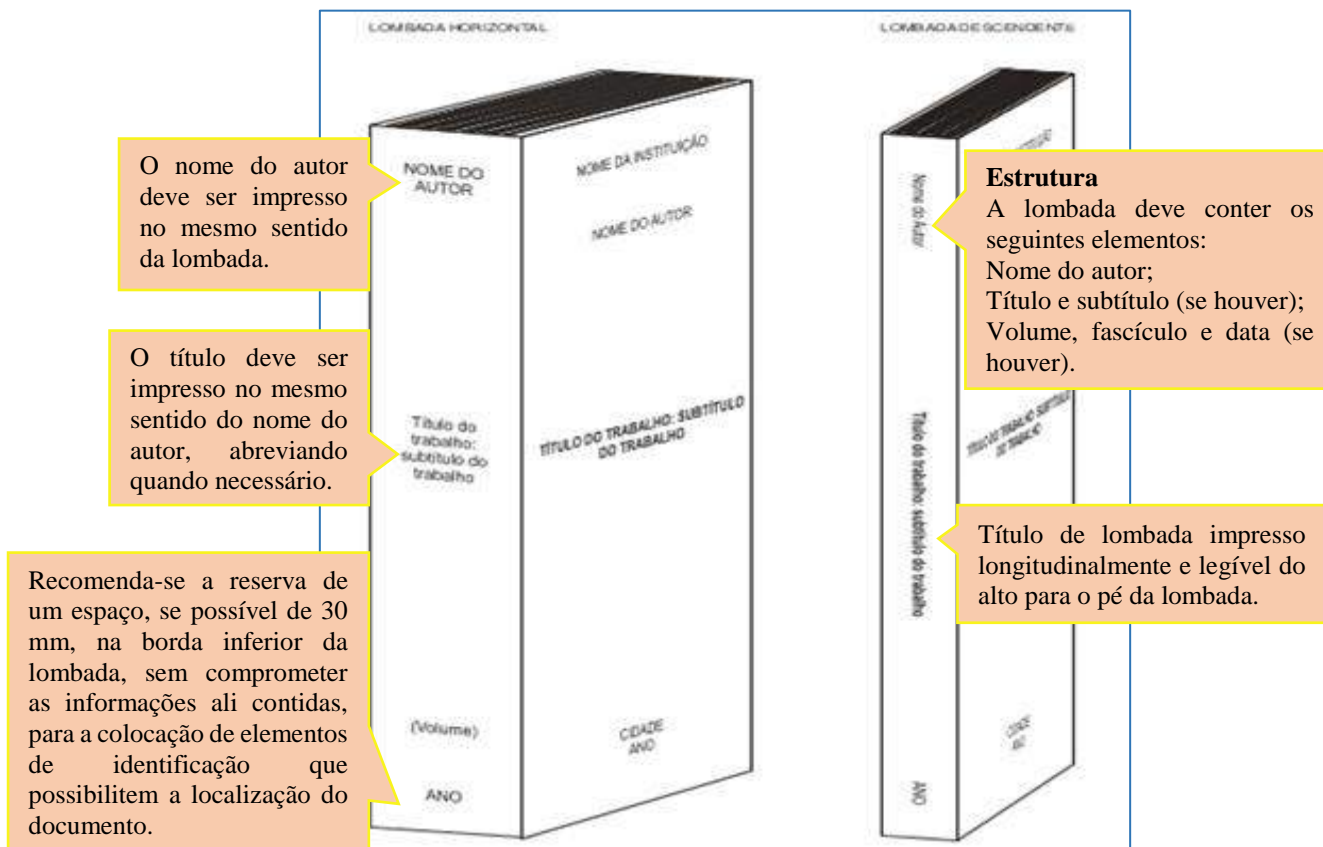 LOMBADA HORIZONTAL
LOMBADA DESCENDENTE
O nome do autor
deve ser impresso
no mesmo sentido
da lombada.
O título deve ser
impresso no mesmo
sentido do nome do
autor, abreviando
quando necessário.
Recomenda-se a reserva de
um espaço, se possível de 30
mm, na borda inferior da
lombada, sem comprometer
as informações ali contidas,
para a colocação de elementos
de identificação que
possibilitem a localização do
documento.
NOME DO
AUTOR
Título do
trabalho:
subtítulo do
trabalho
(Volume)
ANO
NOME DA INSTITUIÇÃO
NOME DO AUTOR
TÍTULO DO TRABALHO: SUBTÍTULO
DO TRABALHO
CIDADE
ANO
Nome do Autor
Título do trabalho: subtítulo do trabalho
ANO
TÍTULO DO TRABALHO SUBTÍTULO
DO TRABALHO
CIDADE
ANO
Estrutura
A lombada deve conter os
seguintes elementos:
Nome do autor;
Título e subtítulo (se houver);
Volume, fascículo e data (se
houver).
Título de lombada impresso
longitudinalmente e legível do
alto para o pé da lombada.